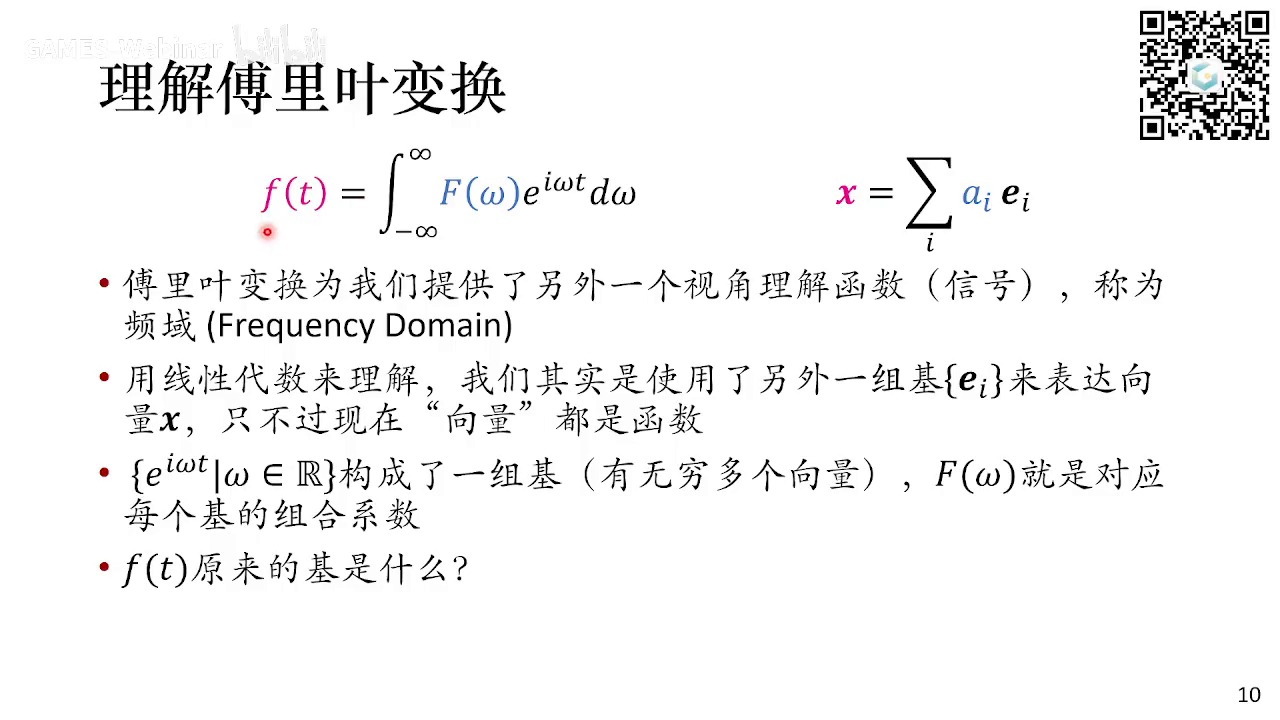 GAMES-Webinar
理解傅里叶变换
f(t) = ∫_{-∞}^{∞} F(ω)e^{iωt}dω
x = ∑_i a_i e_i
• 傅里叶变换为我们提供了另外一个视角理解函数（信号），称为
频域 (Frequency Domain)
• 用线性代数来理解，我们其实是使用了另外一组基{e_i}来表达向
量x，只不过现在“向量”都是函数
• {e^{iωt}|ω ∈ ℝ}构成了一组基（有无穷多个向量），F(ω)就是对应
每个基的组合系数
• f(t)原来的基是什么？
10